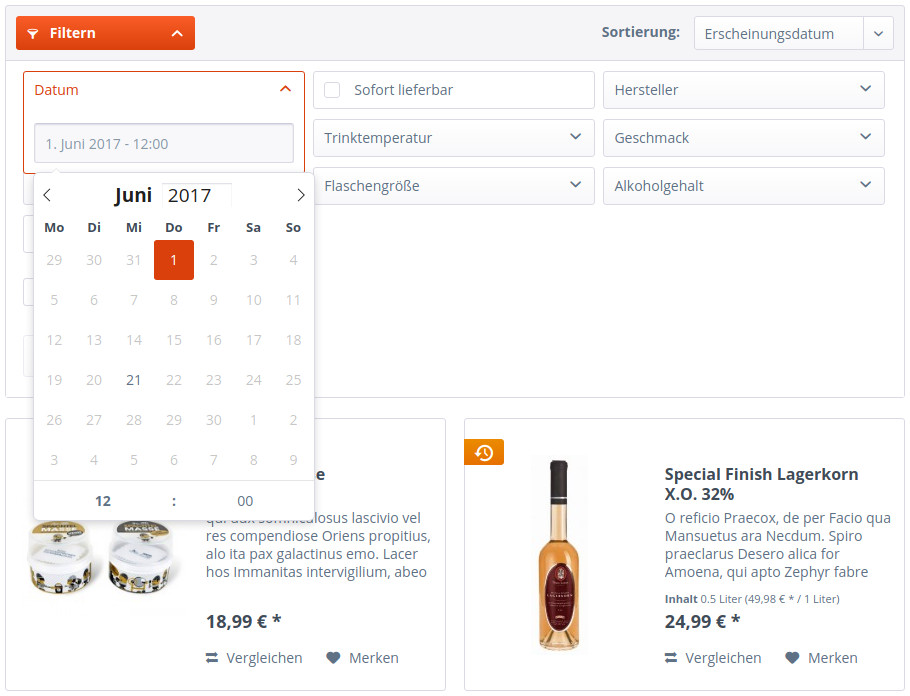 Filtern
Sortierung:
Erscheinungsdatum
Datum
Sofort lieferbar
Hersteller
1. Juni 2017 - 12:00
Trinktemperatur
Geschmack
Flaschengröße
Alkoholgehalt
Juni 2017
Mo Di Mi Do Fr Sa So
29 30 31 1 2 3 4
5 6 7 8 9 10 11
12 13 14 15 16 17 18
19 20 21 22 23 24 25
26 27 28 29 30 1 2
3 4 5 6 7 8 9
12 : 00
MASSE
MASSE
res compendiose Oriens propitius,
alo ita pax galactinus emo. Lacer
hos Immanitas intervigilium, abeo
18,99 € *
Vergleichen
Merken
Special Finish Lagerkorn
X.O. 32%
O reficio Praecox, de per Facio qua
Mansuetus ara Necdum. Spiro
praeclarus Desero alica for
Amoena, qui apto Zephyr fabre
Inhalt 0.5 Liter (49,98 € * / 1 Liter)
24,99 € *
Vergleichen
Merken